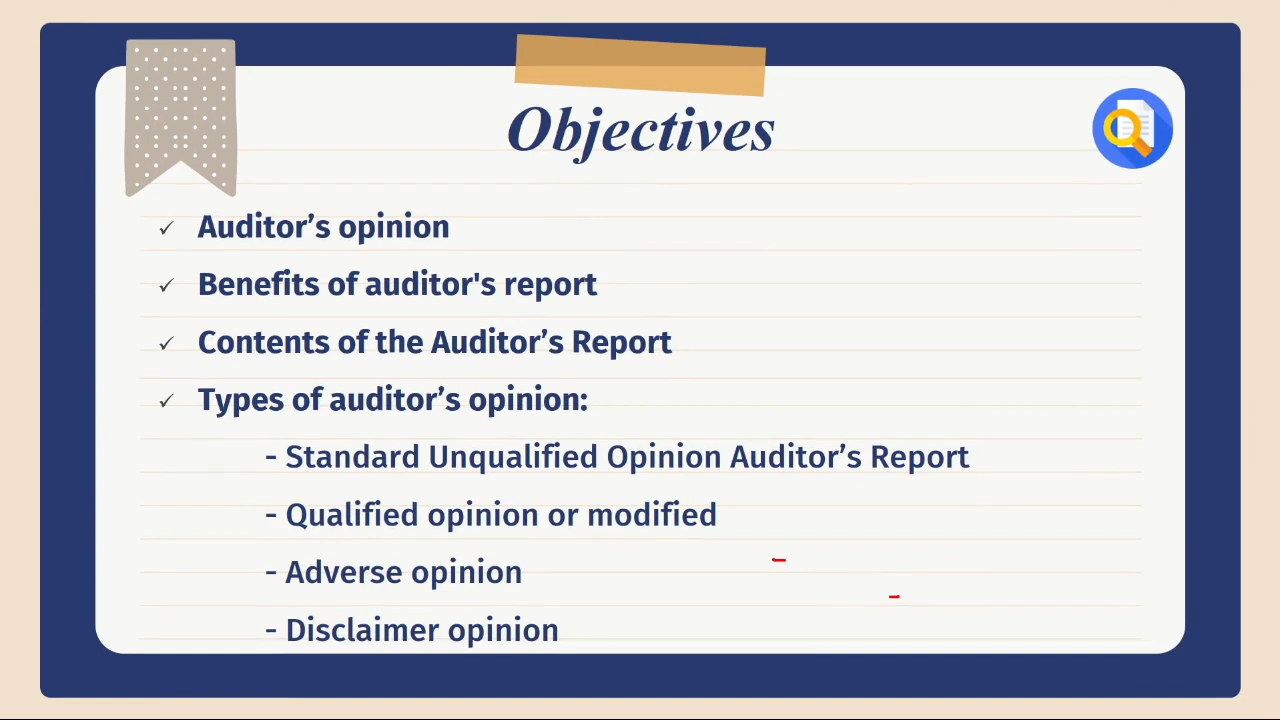 Objectives
✓ Auditor’s opinion
✓ Benefits of auditor's report
✓ Contents of the Auditor’s Report
✓ Types of auditor’s opinion:
- Standard Unqualified Opinion Auditor’s Report
- Qualified opinion or modified
- Adverse opinion
- Disclaimer opinion